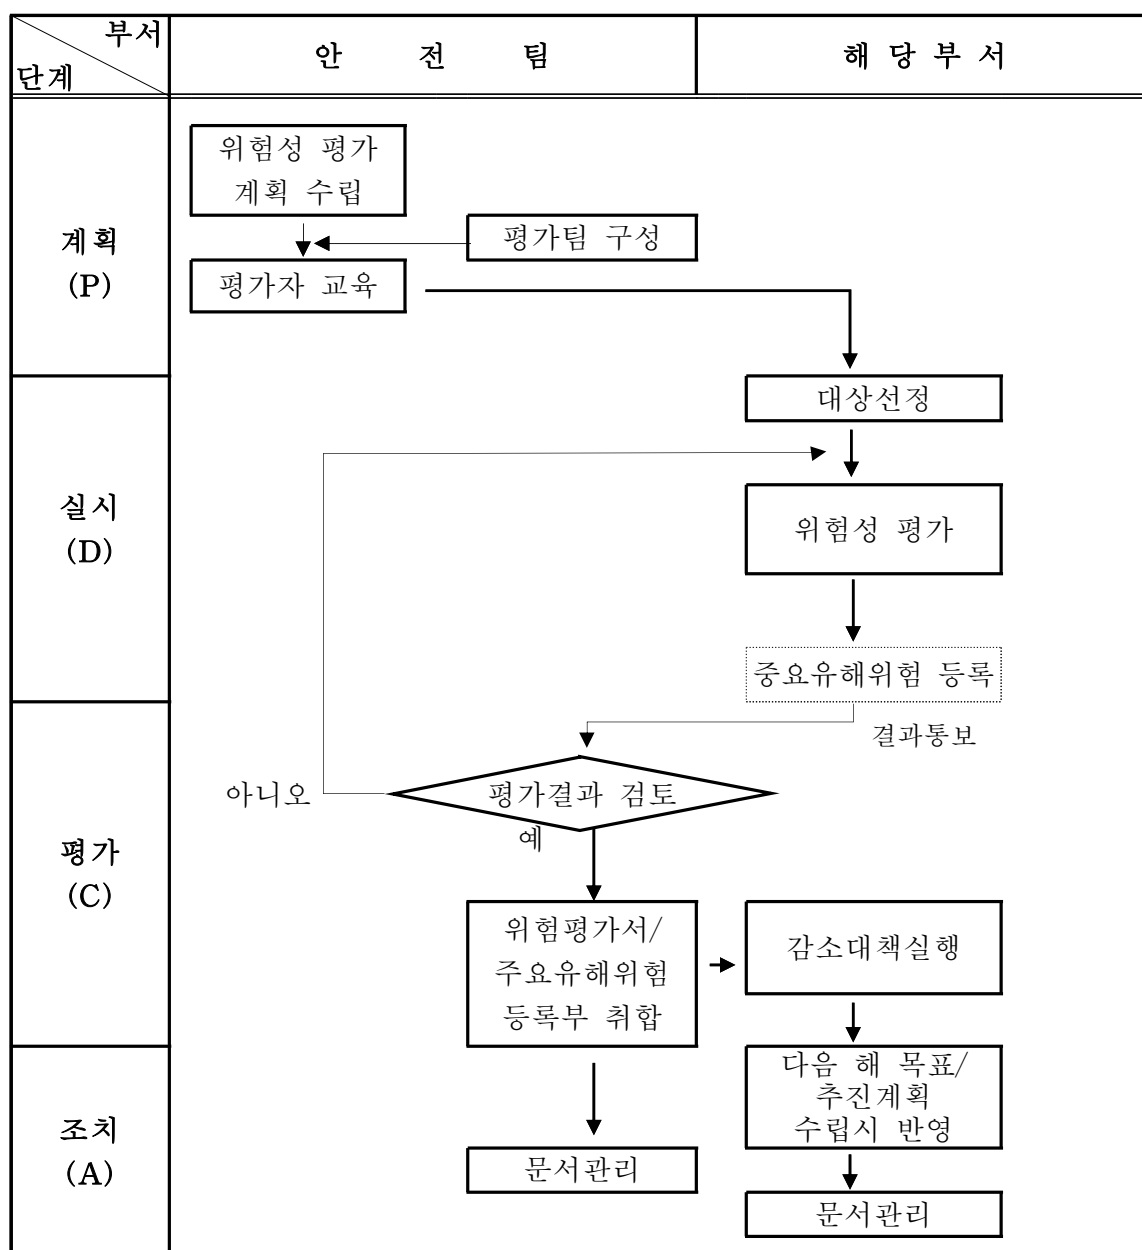 부서
단계
안 전 팀
해 당 부 서
계획
(P)
위험성 평가
계획 수립
평가팀 구성
평가자 교육
실시
(D)
대상선정
위험성 평가
중요유해위험 등록
결과통보
평가
(C)
아니오
평가결과 검토
예
위험평가서/
주요유해위험
등록부 취합
감소대책실행
조치
(A)
다음 해 목표/
추진계획
수립시 반영
문서관리
문서관리